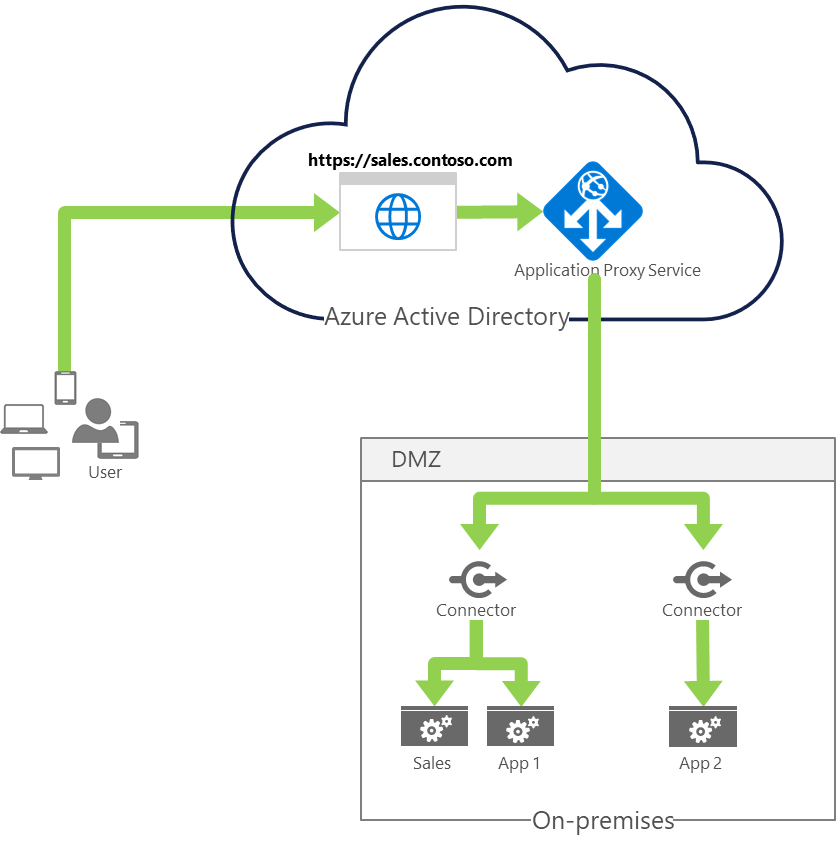 https://sales.contoso.com
Application Proxy Service
Azure Active Directory
User
DMZ
Connector
Connector
Sales
App 1
App 2
On-premises